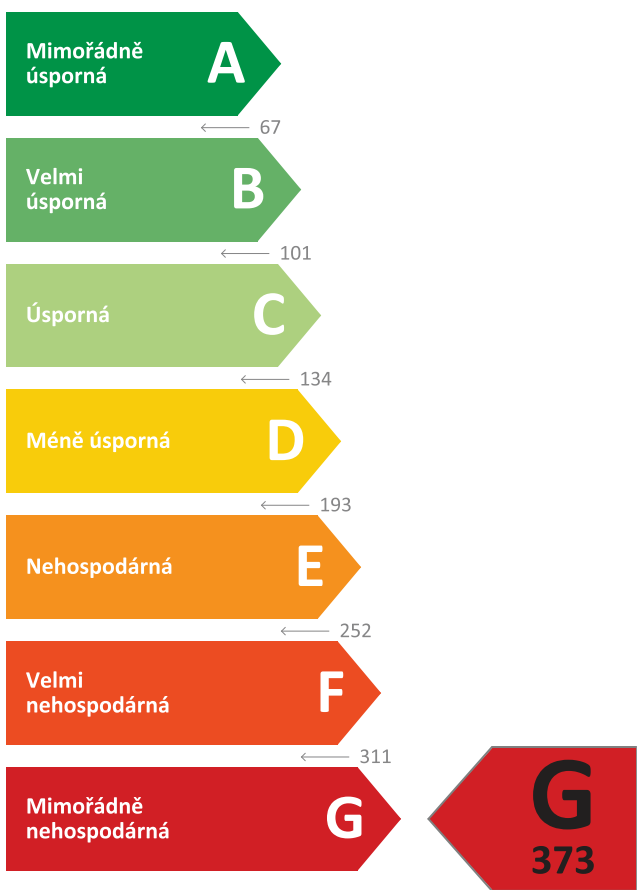 Mimořádně
úsporná
A
67
Velmi
úsporná
B
101
Úsporná
C
134
Méně úsporná
D
193
Nehospodárná
E
252
Velmi
nehospodárná
F
311
Mimořádně
nehospodárná
G
G
373